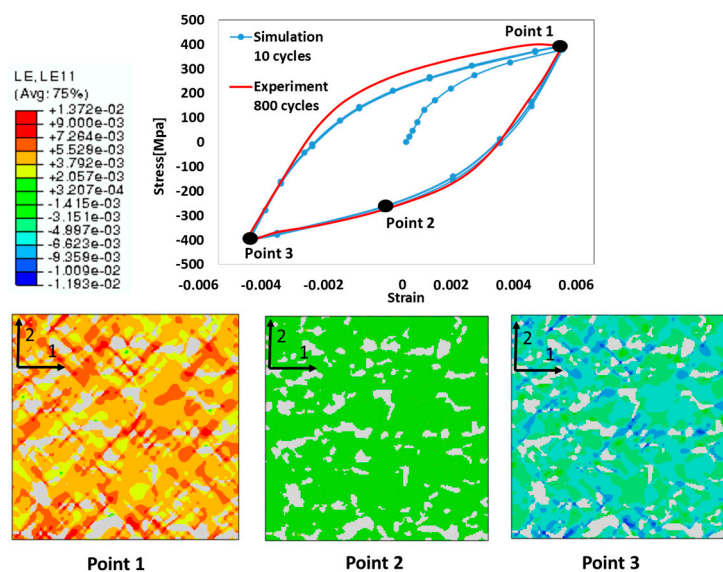 500
400
300
200
100
0
-100
-200
-300
-400
-500
Stress[Mpa]
Simulation
10 cycles
Experiment
800 cycles
Point 1
Point 2
Point 3
-0.006
-0.004
-0.002
0
0.002
0.004
0.006
Strain
LE, LE11
(Avg: 75%)
+1.372e-02
+9.000e-03
+7.264e-03
+5.528e-03
+3.792e-03
+2.057e-03
+3.207e-04
-1.415e-03
-3.151e-03
-4.997e-03
-6.623e-03
-9.359e-03
-1.009e-02
-1.193e-02
2
1
2
1
2
1
Point 1
Point 2
Point 3